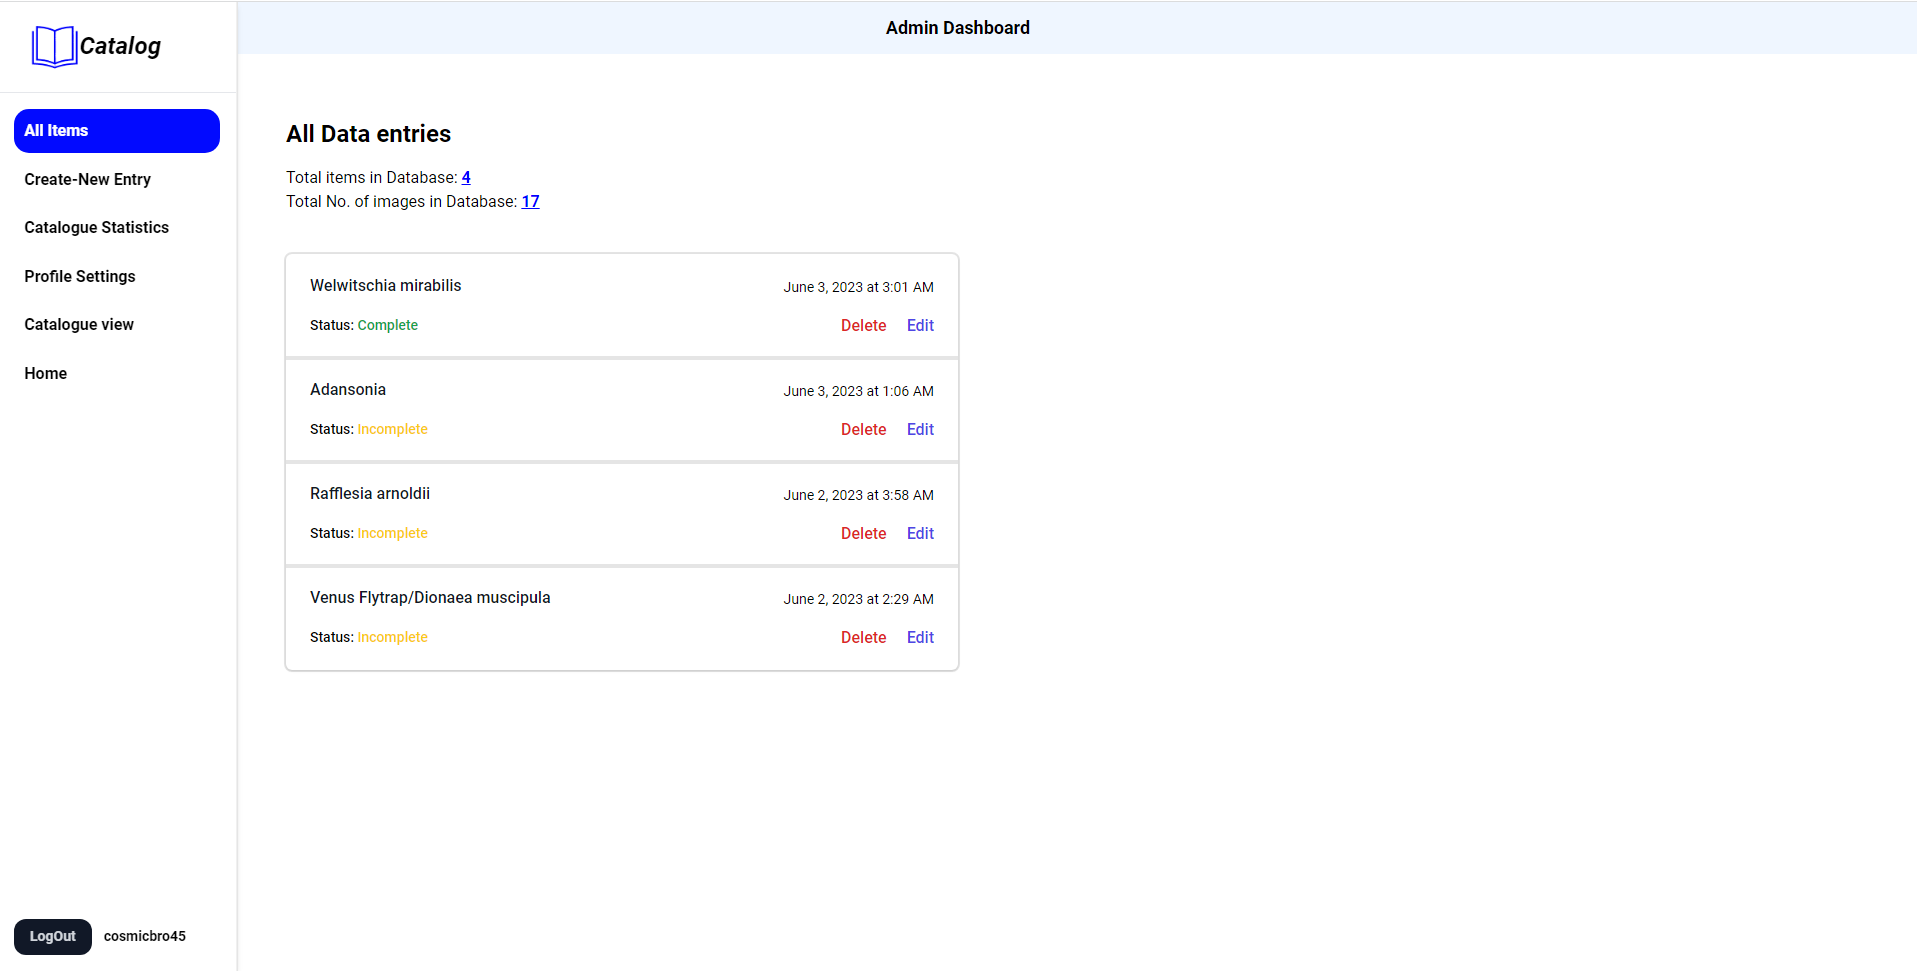 Catalog
Admin Dashboard
All Items
Create-New Entry
Catalogue Statistics
Profile Settings
Catalogue view
Home
All Data entries
Total items in Database: 4
Total No. of images in Database: 17
Welwitschia mirabilis June 3, 2023 at 3:01 AM
Status: Complete Delete Edit
Adansonia June 3, 2023 at 1:06 AM
Status: Incomplete Delete Edit
Rafflesia arnoldii June 2, 2023 at 3:58 AM
Status: Incomplete Delete Edit
Venus Flytrap/Dionaea muscipula June 2, 2023 at 2:29 AM
Status: Incomplete Delete Edit
LogOut cosmicbro45